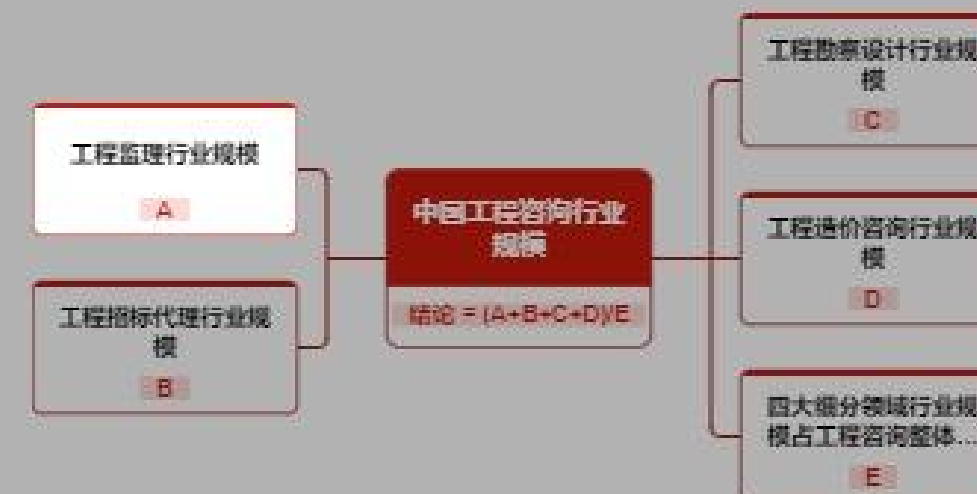 工程监理行业规模
A
工程招标代理行业规
模
B
中国工程咨询行业
规模
结论 = (A+B+C+D)/E
工程勘察设计行业规
模
C
工程造价咨询行业规
模
D
四大细分领域行业规
模占工程咨询整体...
E